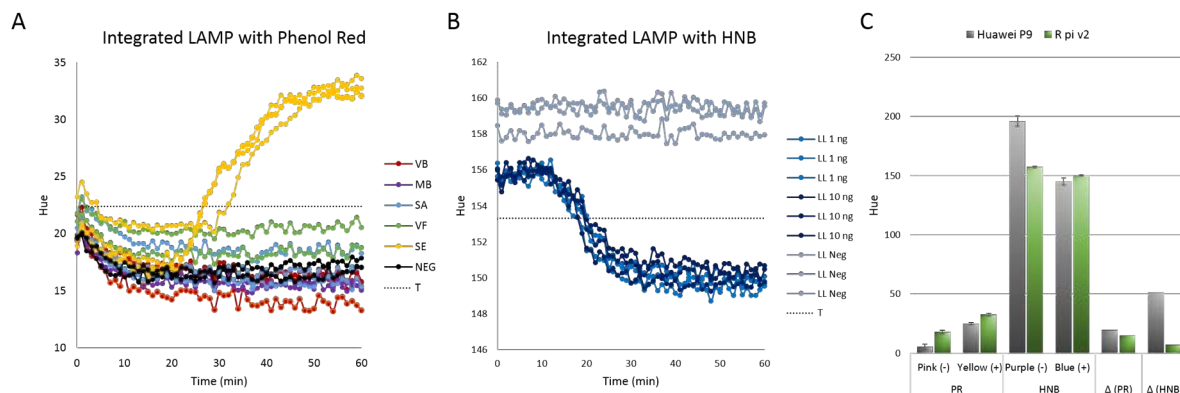 A
Integrated LAMP with Phenol Red
35
30
25
20
15
10
Hue
0 10 20 30 40 50 60
Time (min)
VB
MB
SA
VF
SE
NEG
T
B
Integrated LAMP with HNB
162
160
158
156
154
152
150
148
146
Hue
0 10 20 30 40 50 60
Time (min)
LL 1 ng
LL 1 ng
LL 1 ng
LL 10 ng
LL 10 ng
LL 10 ng
LL Neg
LL Neg
LL Neg
T
C
Huawei P9 R pi v2
250
200
150
100
50
0
Hue
Pink (-) Yellow (+) Purple (-) Blue (+)
PR HNB Δ (PR) Δ (HNB)